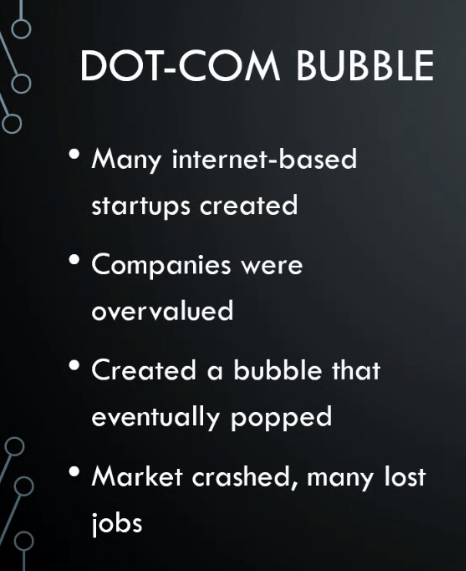 DOT-COM BUBBLE
• Many internet-based
startups created
• Companies were
overvalued
• Created a bubble that
eventually popped
• Market crashed, many lost
jobs